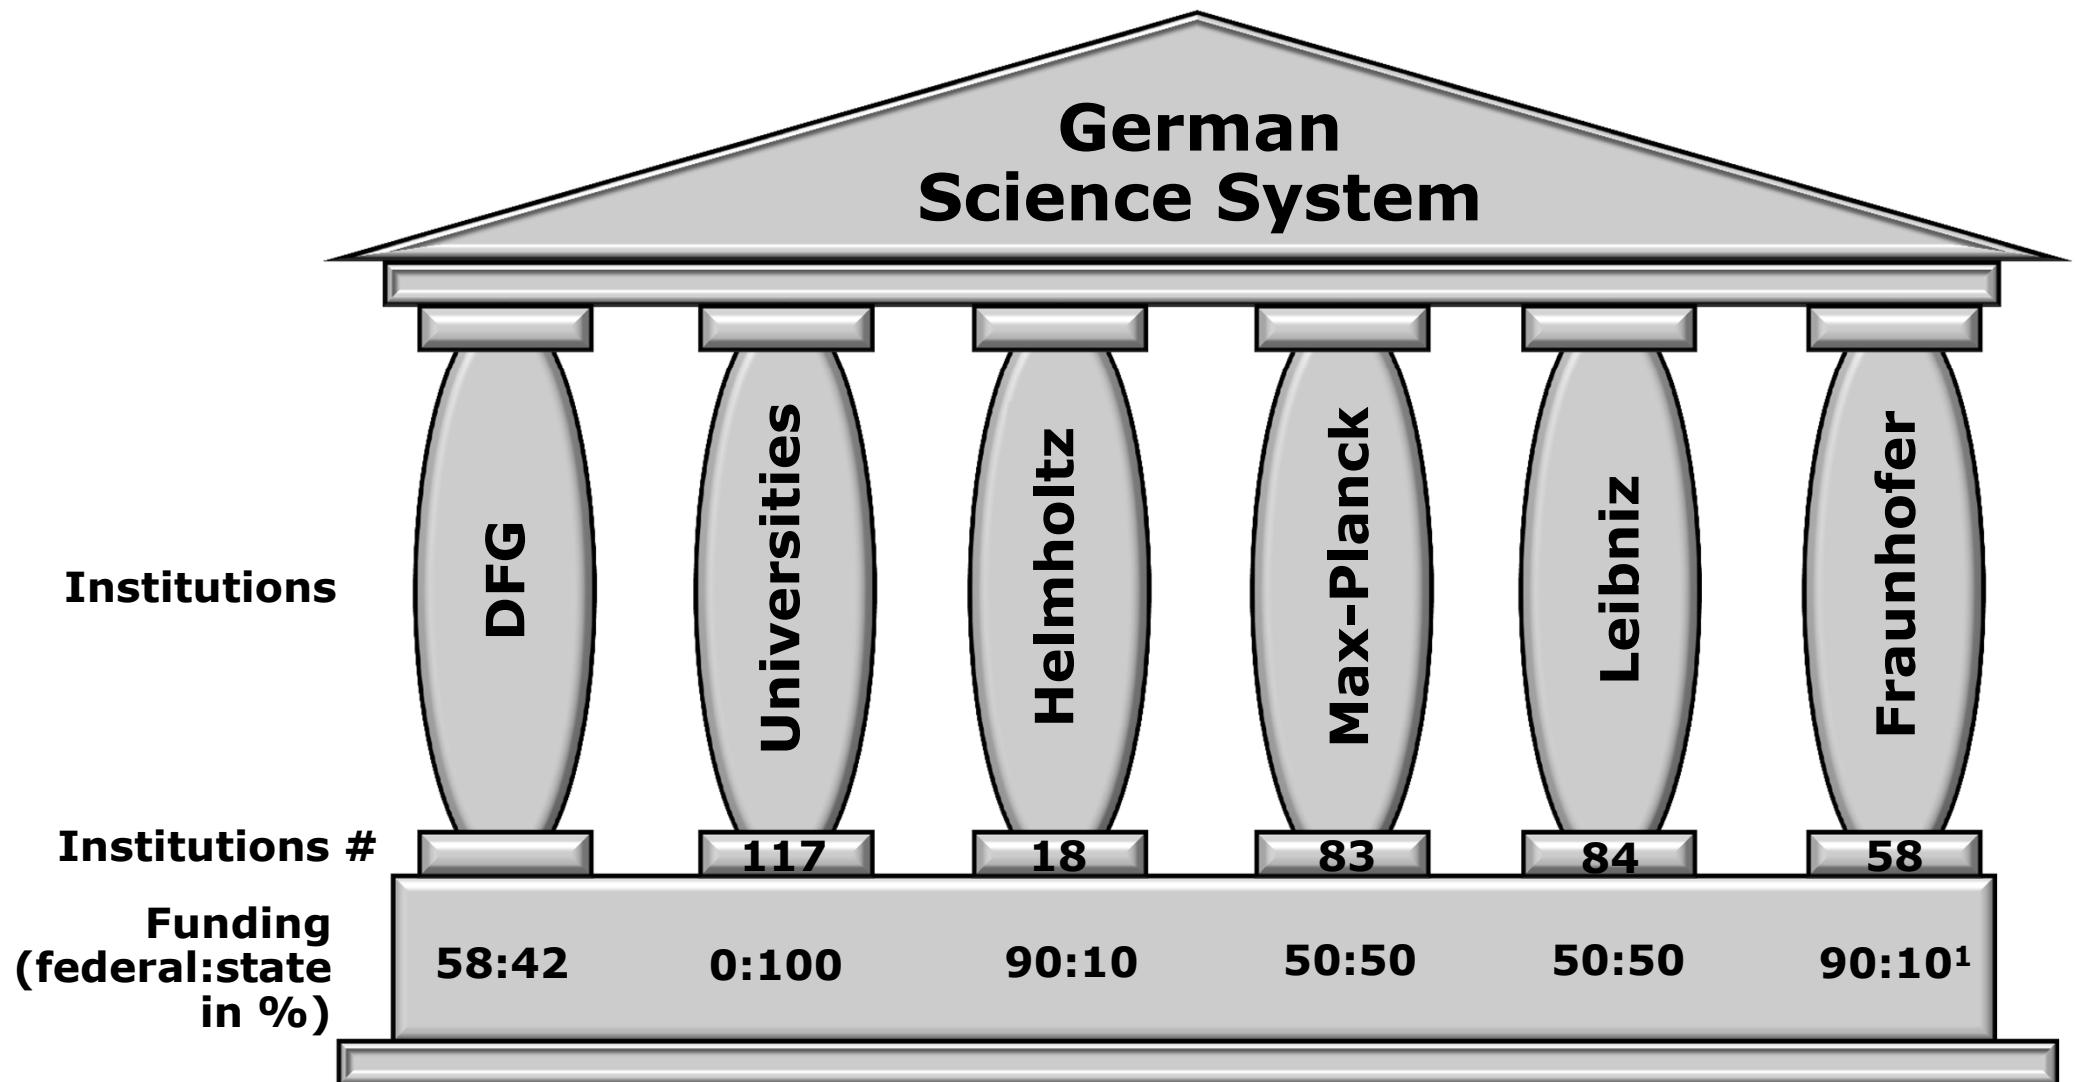 German
Science System
Institutions
DFG
Universities
Helmholtz
Max-Planck
Leibniz
Fraunhofer
Institutions #
117
18
83
84
58
Funding
(federal:state
in %)
58:42
0:100
90:10
50:50
50:50
90:10¹